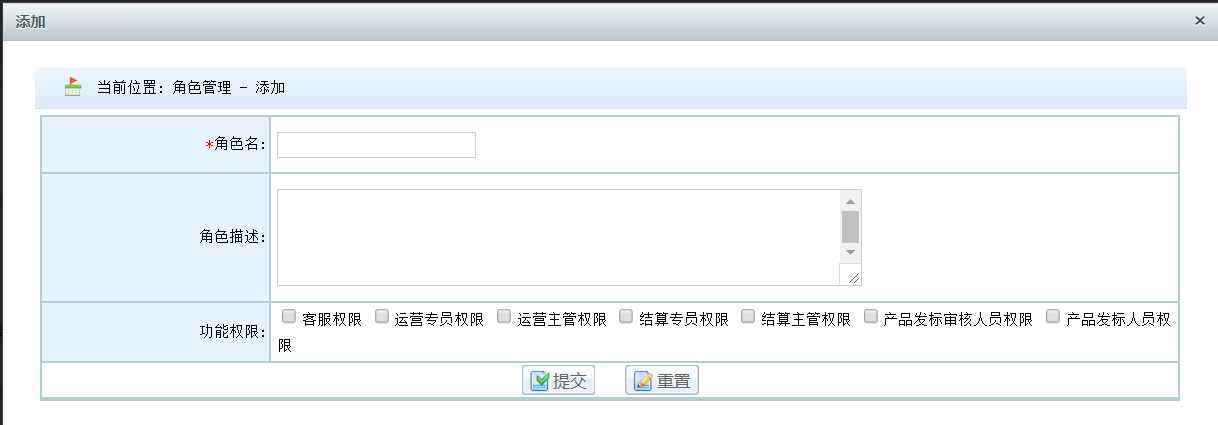 添加
当前位置：角色管理 - 添加
*角色名：
角色描述：
功能权限： 客服权限 运营专员权限 运营主管权限 结算专员权限 结算主管权限 产品发标审核人员权限 产品发标人员权
限
提交 重置